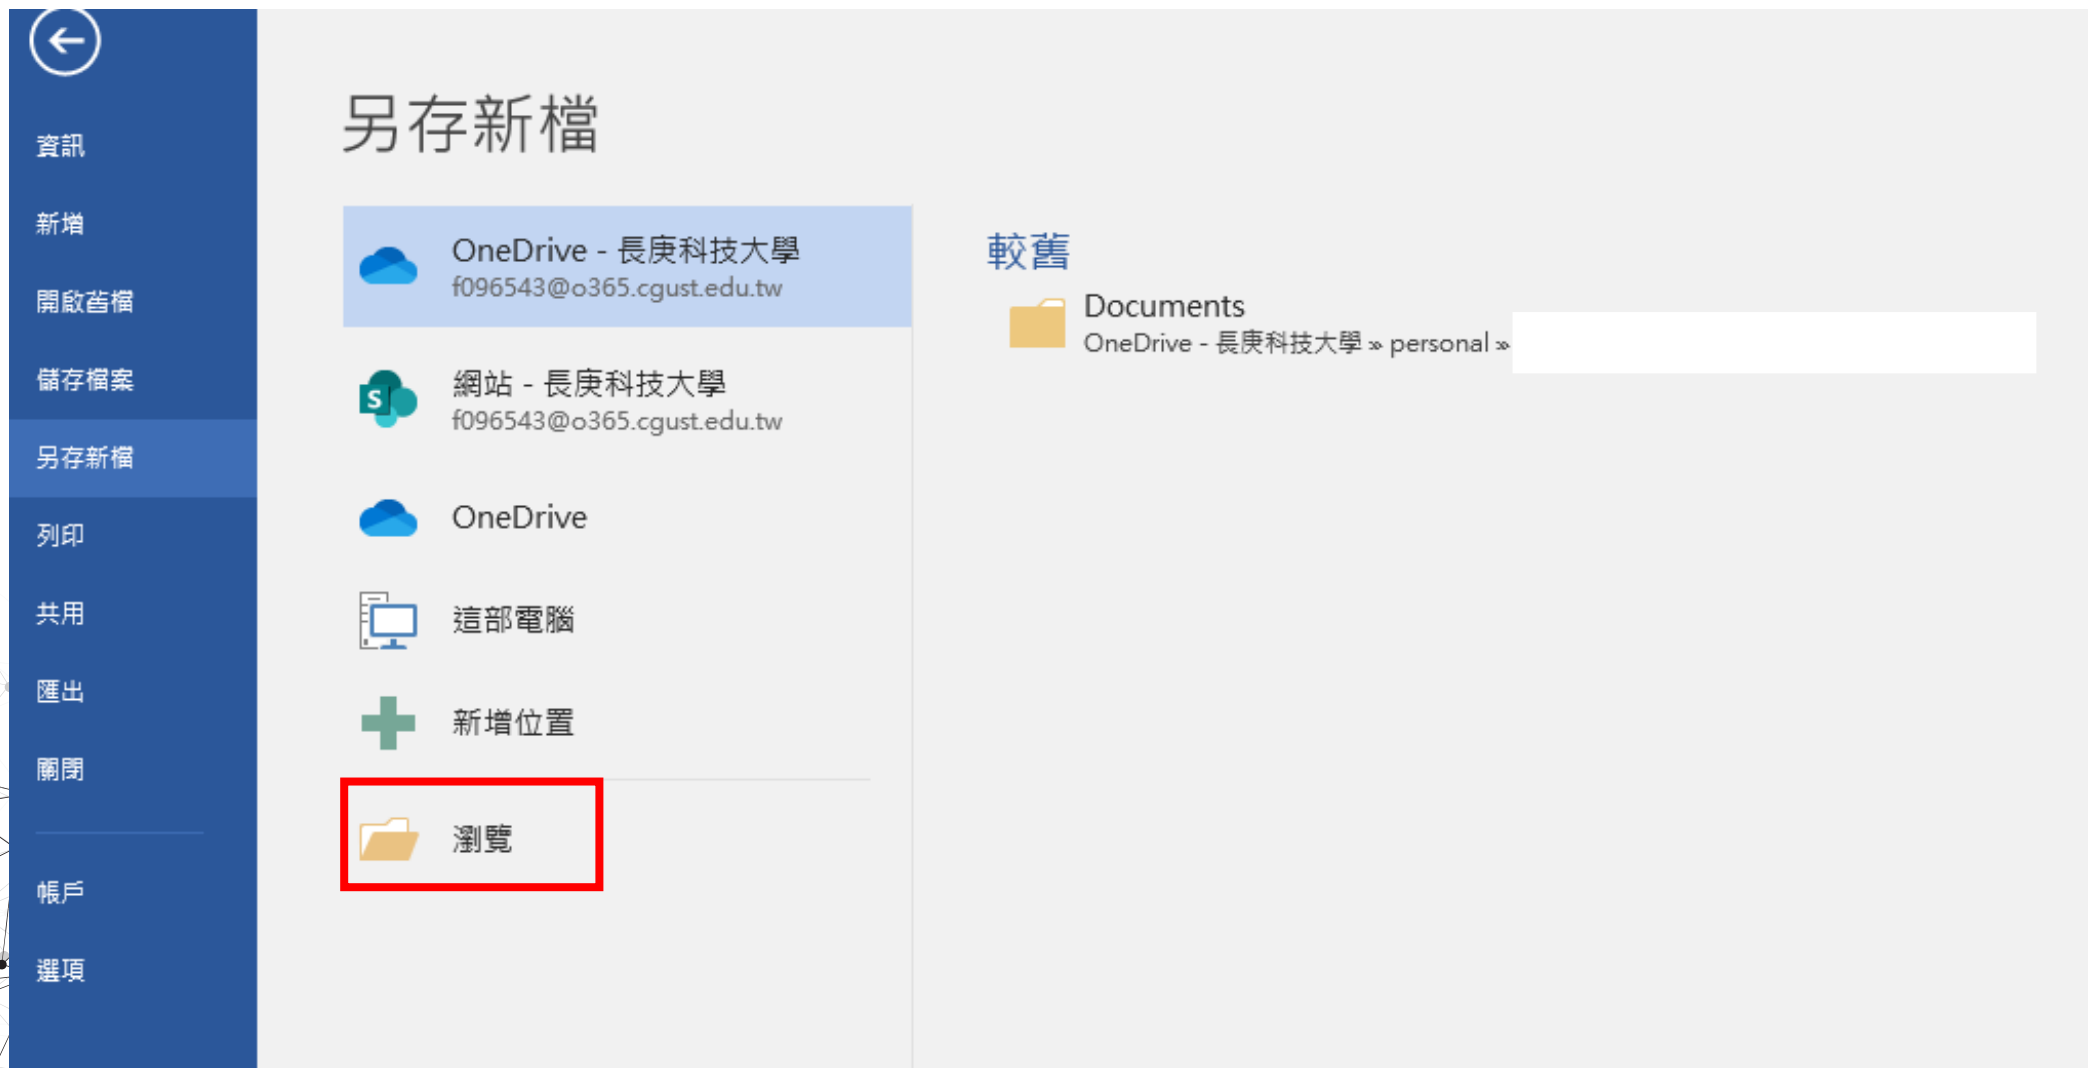 資訊
新增
開啟舊檔
儲存檔案
另存新檔
列印
共用
匯出
關閉
帳戶
選項
另存新檔
OneDrive - 長庚科技大學
f096543@o365.cgust.edu.tw
網站 - 長庚科技大學
f096543@o365.cgust.edu.tw
OneDrive
這部電腦
新增位置
瀏覽
較舊
Documents
OneDrive - 長庚科技大學 » personal »